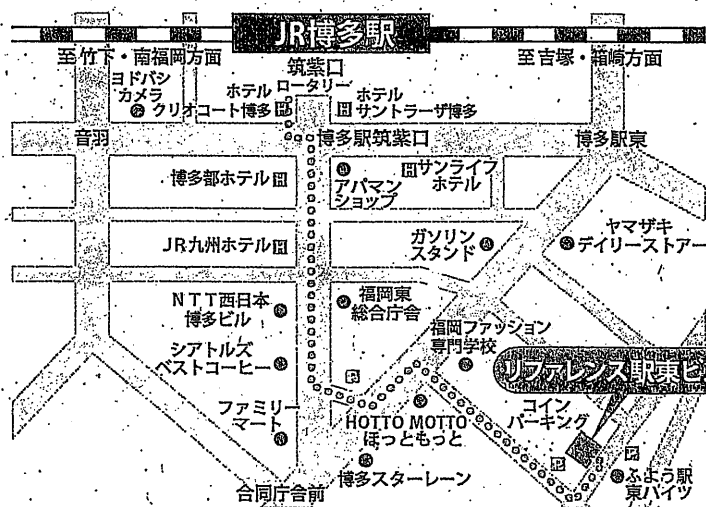 JR博多駅
至竹下・南福岡方面
筑紫口
ロータリー
至吉塚・箱崎方面
ヨドバシ
カメラ
ホテル
クリオコート博多 H
H ホテル
サントラーザ博多
音羽
博多駅筑紫口
博多駅東
博多都ホテル H
アパマン
ショップ
H サンライフ
ホテル
JR九州ホテル H
ガソリン
スタンド
ヤマザキ
デイリーストアー
NTT西日本
博多ビル
福岡東
総合庁舎
福岡ファッション
専門学校
シアトルズ
ベストコーヒー
P
リファレンス駅東ビ
ファミリー
マート
HOTTO MOTTO
ほっともっと
コイン
パーキング
P
P
博多スターレーン
ふよう駅
東ハイツ
合同庁舎前